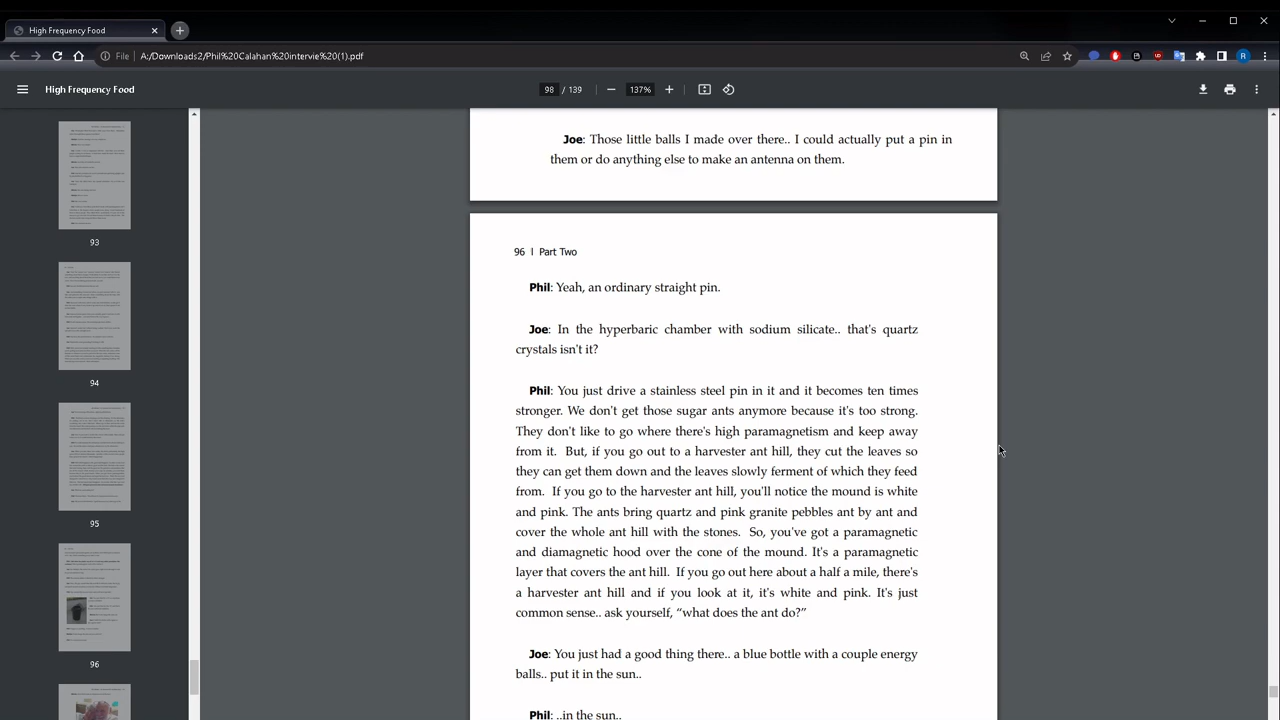 High Frequency Food
File
A:/Downloads2/Phil%20Calahan%20intervie%20(1).pdf
R
High Frequency Food
98 / 139
137%
93
94
95
96
Joe: Those little balls I made over there.. I could actually put a pin in
them or do anything else to make an antenna on them.
96 | Part Two
Phil: Yeah, an ordinary straight pin.
Joe: In the hyperbaric chamber with sodium silicate.. that's quartz
crystals isn't it?
Phil: You just drive a stainless steel pin in it and it becomes ten times
stronger. We don't get those sugar ants anymore because it's too strong.
They don't like to go where there's high paramagnetism and keep away
from it. But, if you go out to a harvester ant hill, they cut the leaves so
they can get them down and the leaves slowly ferment of which they feed
from. If you go to the harvester ant hill, you'll notice the mound is white
and pink. The ants bring quartz and pink granite pebbles ant by ant and
cover the whole ant hill with the stones. So, you've got a paramagnetic
and diamagnetic hood over the cone of the mound. It's a paramagnetic
layer that covers the ant hill. If you go out here about a half a mile, there's
harvester ant hill and if you look at it, it's white and pink. It's just
common sense.. ask yourself, “what does the ant do?”
Joe: You just had a good thing there.. a blue bottle with a couple energy
balls.. put it in the sun..
Phil: ..in the sun..